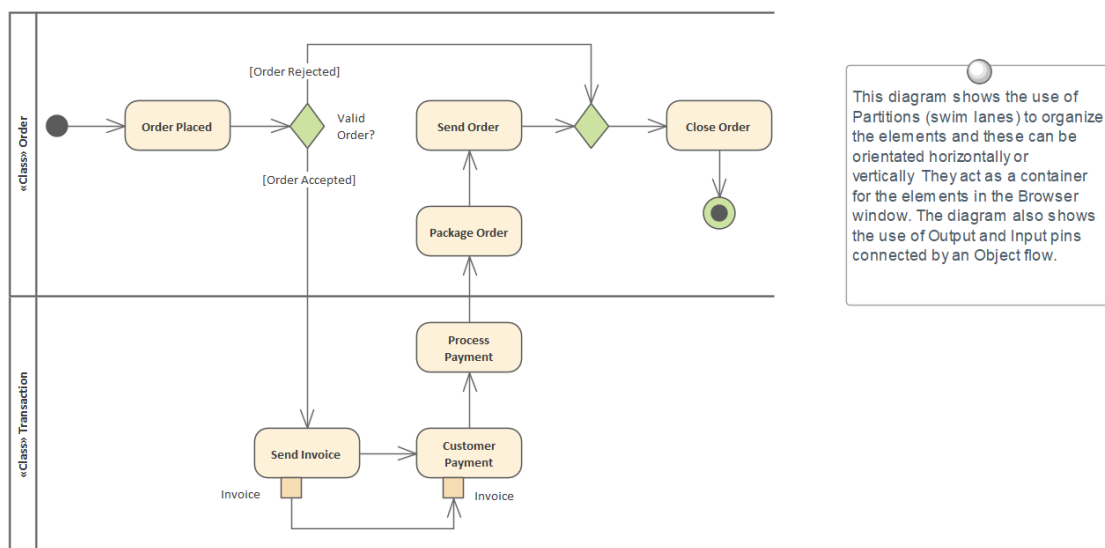 «Class» Order
[Order Rejected]
Order Placed
Valid
Order?
Send Order
Close Order
[Order Accepted]
Package Order
«Class» Transaction
Process
Payment
Send Invoice
Customer
Payment
Invoice
Invoice
This diagram shows the use of
Partitions (swim lanes) to organize
the elements and these can be
orientated horizontally or
vertically They act as a container
for the elements in the Browser
window. The diagram also shows
the use of Output and Input pins
connected by an Object flow.